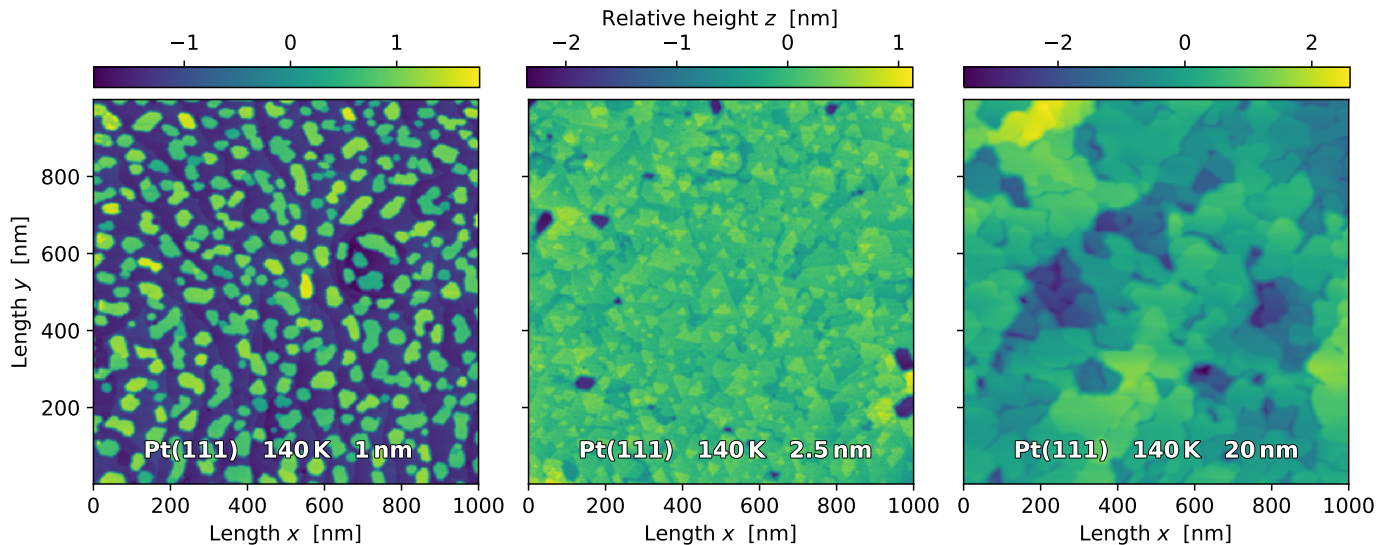 Relative height z [nm]
−1 0 1
−2 −1 0 1
−2 0 2
Length y [nm]
800
600
400
200
Pt(111) 140 K 1 nm
Pt(111) 140 K 2.5 nm
Pt(111) 140 K 20 nm
0 200 400 600 800 1000
0 200 400 600 800 1000
0 200 400 600 800 1000
Length x [nm]
Length x [nm]
Length x [nm]